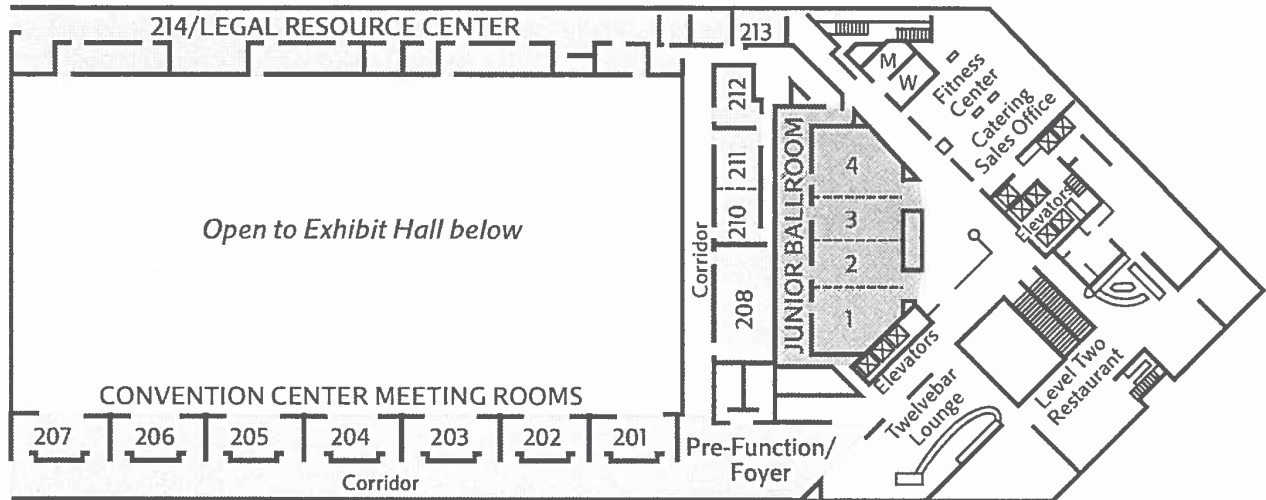 214/LEGAL RESOURCE CENTER
213
M
W
Fitness
Center
Catering
Sales Office
212
211
210
208
Corridor
JUNIOR BALLROOM
4
3
2
1
Elevators
Open to Exhibit Hall below
Elevators
Twelvebar
Lounge
Level Two
Restaurant
CONVENTION CENTER MEETING ROOMS
207
206
205
204
203
202
201
Pre-Function/
Foyer
Corridor